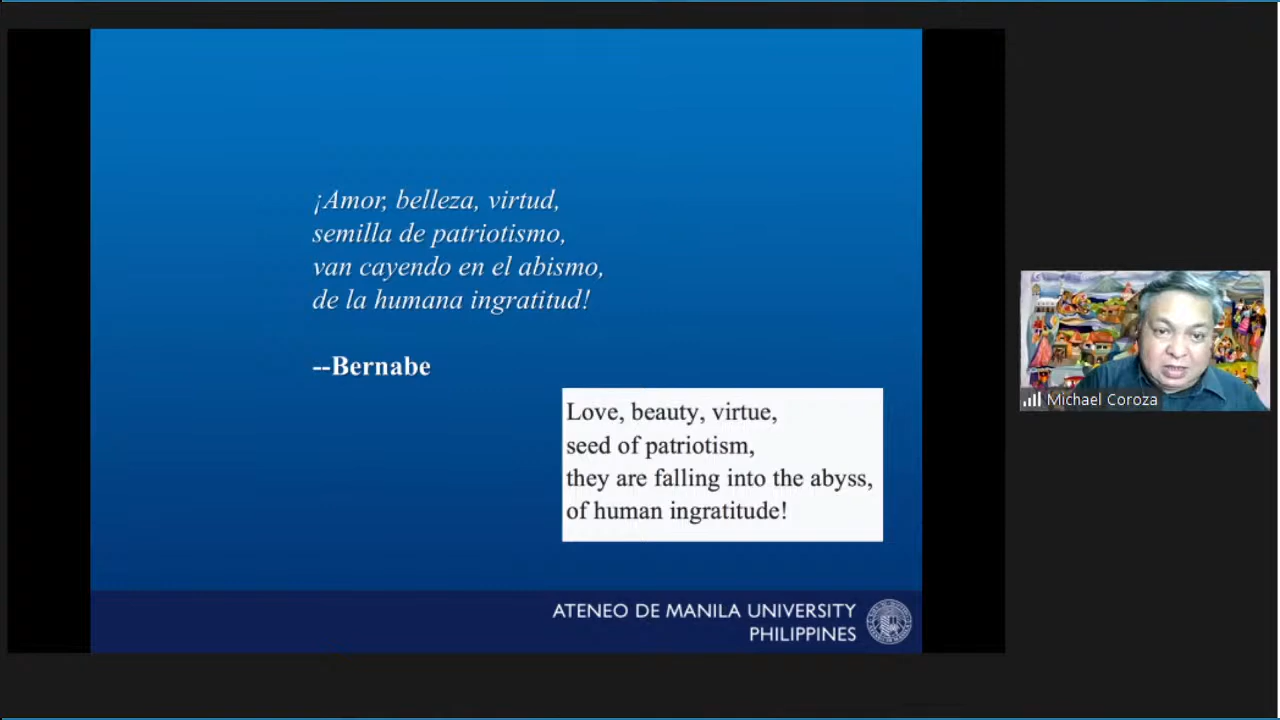 ¡Amor, belleza, virtud,
semilla de patriotismo,
van cayendo en el abismo,
de la humana ingratitud!
--Bernabe
Love, beauty, virtue,
seed of patriotism,
they are falling into the abyss,
of human ingratitude!
ATENEO DE MANILA UNIVERSITY
PHILIPPINES
Michael Coroza